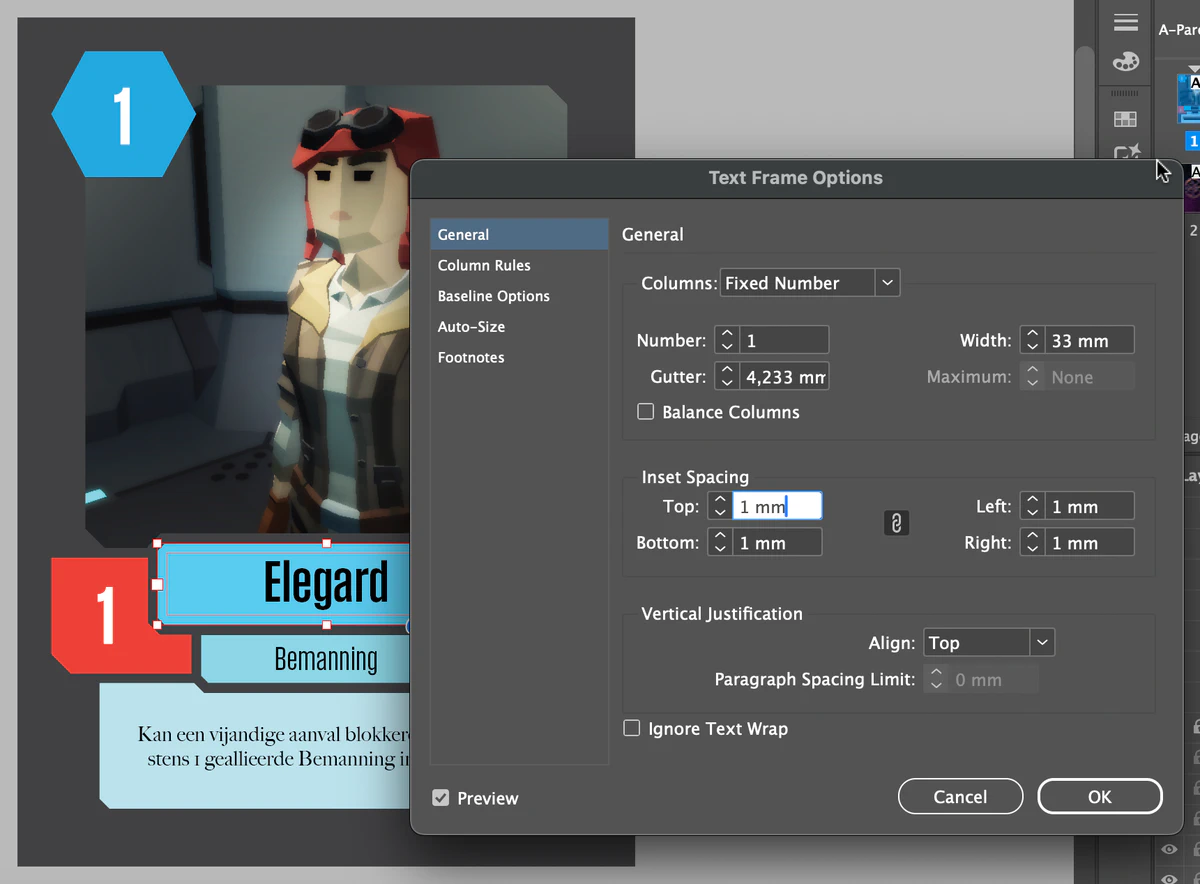 1
A-Pare
A
1
Text Frame Options
General
Column Rules
Baseline Options
Auto-Size
Footnotes
General
Columns: Fixed Number
Number: 1
Width: 33 mm
Gutter: 4,233 mm
Maximum: None
Balance Columns
Inset Spacing
Top: 1 mm
Left: 1 mm
Bottom: 1 mm
Right: 1 mm
Vertical Justification
Align: Top
Paragraph Spacing Limit: 0 mm
Ignore Text Wrap
Preview
Cancel
OK
A
2
Elegard
1
Bemanning
Kan een vijandige aanval blokker
stens 1 geallieerde Bemanning i